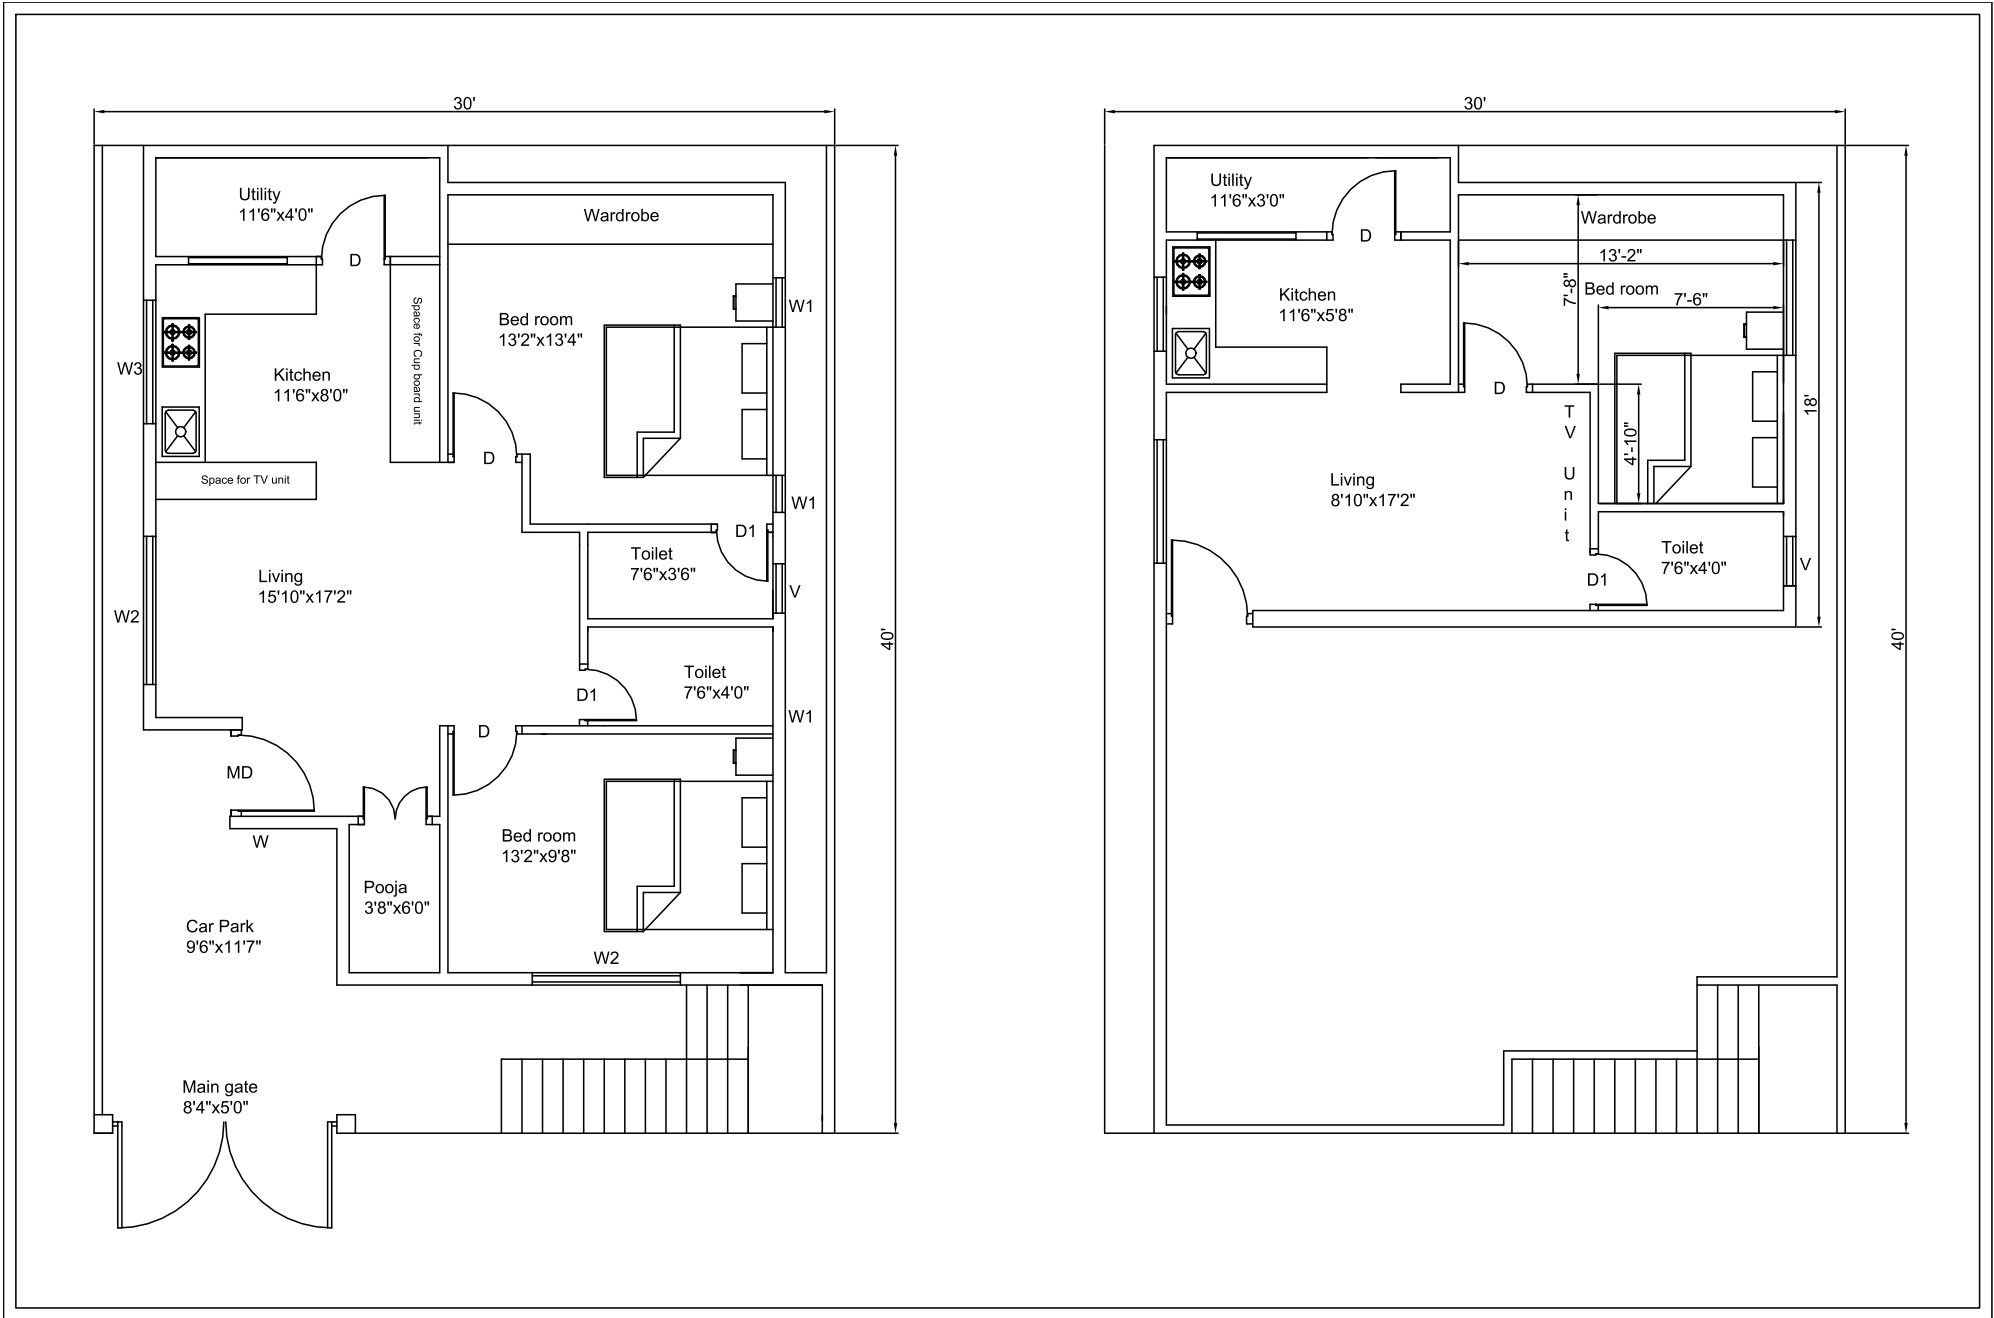 30'
Utility
11'6"x4'0"
D
Wardrobe
Space for Cup board unit
Bed room
13'2"x13'4"
W1
W3
Kitchen
11'6"x8'0"
D
Space for TV unit
W1
D1
Toilet
7'6"x3'6"
V
Living
15'10"x17'2"
W2
40'
Toilet
7'6"x4'0"
D1
W1
D
MD
W
Bed room
13'2"x9'8"
Pooja
3'8"x6'0"
Car Park
9'6"x11'7"
W2
Main gate
8'4"x5'0"
30'
Utility
11'6"x3'0"
D
Wardrobe
13'-2"
7'-8"
Bed room
7'-6"
Kitchen
11'6"x5'8"
D
TV Unit
18'
4'-10"
Living
8'10"x17'2"
Toilet
7'6"x4'0"
V
D1
40'